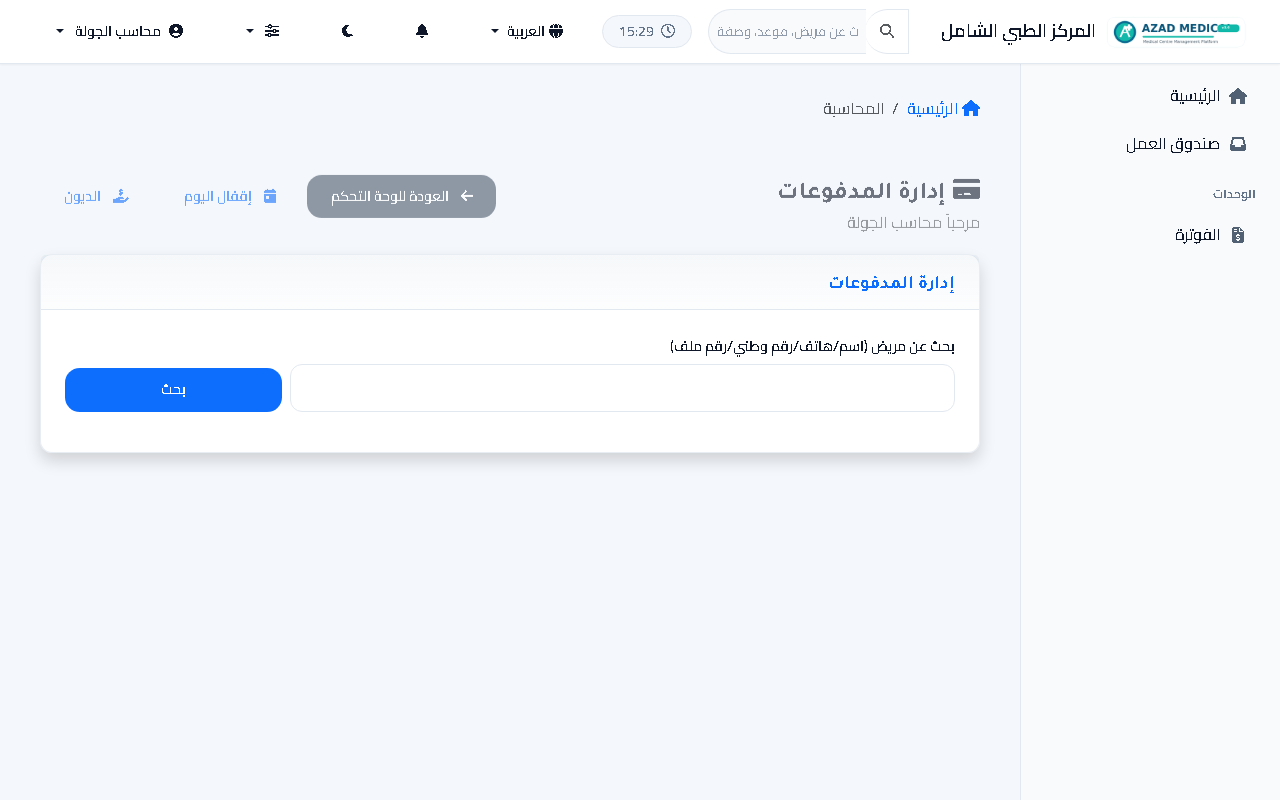 AZAD MEDIC
Medical Centre Management Platform
المركز الطبي الشامل
ث عن مريض، موعد، وصفة
15:29
العربية
محاسب الجولة
الرئيسية
صندوق العمل
الوحدات
الفوترة
الرئيسية / المحاسبة
إدارة المدفوعات
مرحباً محاسب الجولة
العودة للوحة التحكم
إقفال اليوم
الديون
إدارة المدفوعات
بحث عن مريض (اسم/هاتف/رقم وطني/رقم ملف)
بحث